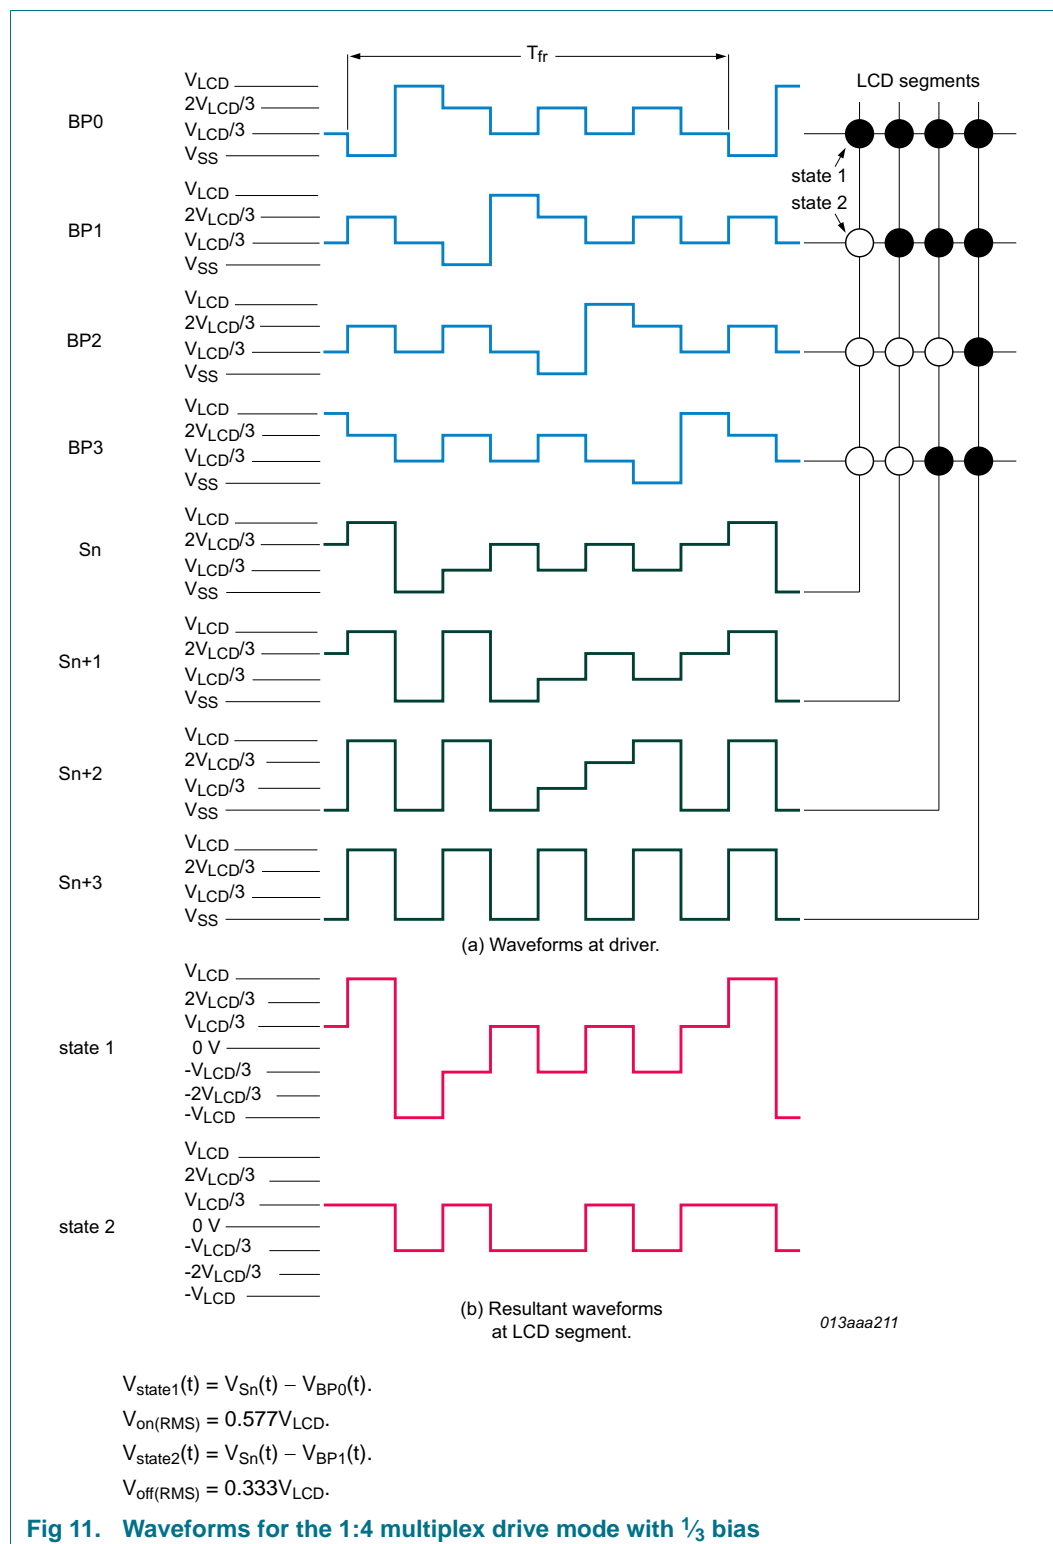 Tfr
VLCD
2VLCD/3
BP0
VLCD/3
VSS
LCD segments
state 1
state 2
VLCD
2VLCD/3
BP1
VLCD/3
VSS
VLCD
2VLCD/3
BP2
VLCD/3
VSS
VLCD
2VLCD/3
BP3
VLCD/3
VSS
VLCD
2VLCD/3
Sn
VLCD/3
VSS
VLCD
2VLCD/3
Sn+1
VLCD/3
VSS
VLCD
2VLCD/3
Sn+2
VLCD/3
VSS
VLCD
2VLCD/3
Sn+3
VLCD/3
VSS
(a) Waveforms at driver.
VLCD
2VLCD/3
VLCD/3
state 1
0 V
-VLCD/3
-2VLCD/3
-VLCD
VLCD
2VLCD/3
VLCD/3
state 2
0 V
-VLCD/3
-2VLCD/3
-VLCD
(b) Resultant waveforms
at LCD segment.
013aaa211
Vstate1(t) = VSn(t) − VBP0(t).
Von(RMS) = 0.577VLCD.
Vstate2(t) = VSn(t) − VBP1(t).
Voff(RMS) = 0.333VLCD.
Fig 11. Waveforms for the 1:4 multiplex drive mode with 1⁄3 bias